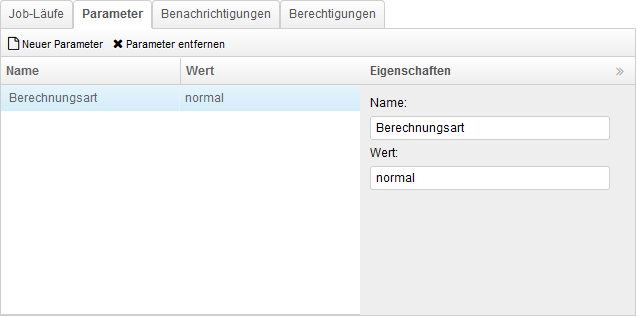 Job-Läufe Parameter Benachrichtigungen Berechtigungen
Neuer Parameter Parameter entfernen
Name Wert Eigenschaften »
Berechnungsart normal
Name:
Berechnungsart
Wert:
normal